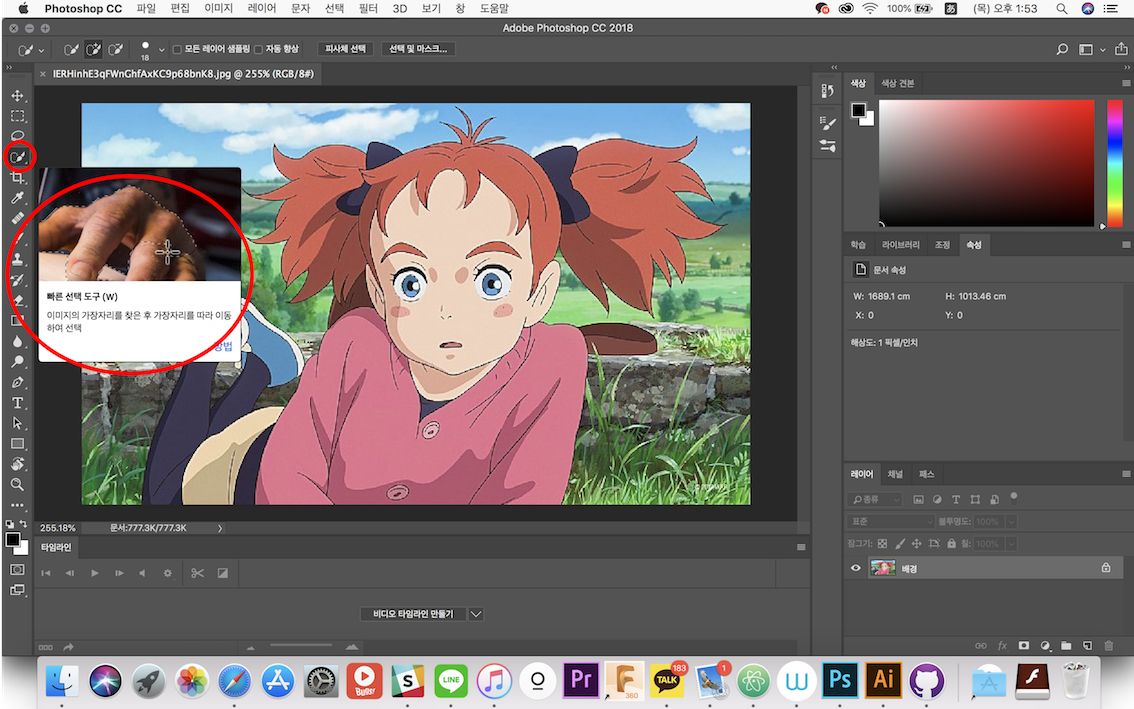 Photoshop CC 파일 편집 이미지 레이어 문자 선택 필터 3D 보기 창 도움말 100% あ (목) 오후 1:53
Adobe Photoshop CC 2018
18 모든 레이어 샘플링 자동 향상 피사체 선택 선택 및 마스크...
IERHinhE3qFWnGhfAxKC9p68bnK8.jpg @ 255% (RGB/8#)
색상 색상 견본
빠른 선택 도구 (W)
이미지의 가장자리를 찾은 후 가장자리를 따라 이동
하여 선택
방법
학습 라이브러리 조정 속성
문서 속성
W: 1689.1 cm H: 1013.46 cm
X: 0 Y: 0
해상도: 1 픽셀/인치
레이어 채널 패스
종류
표준 불투명도: 100%
잠그기: 칠: 100%
배경
255.18% 문서:777.3K/777.3K
타임라인
비디오 타임라인 만들기
fx
BUGS! S LINE Pr F 360 TALK 183 1 W Ps Ai